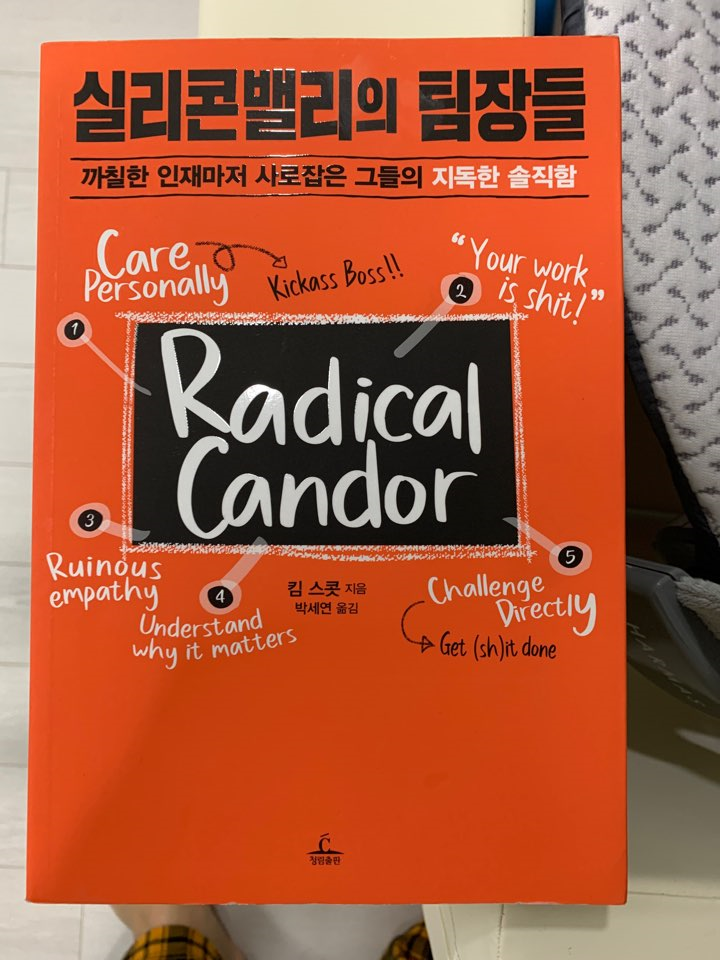 실리콘밸리의 팀장들
까칠한 인재마저 사로잡은 그들의 지독한 솔직함
Care
Personally
Kickass Boss!!
2
“Your work
is shit!”
1
Radical
Candor
3
Ruinous
empathy
4
Understand
why it matters
킴 스콧 지음
박세연 옮김
5
Challenge
Directly
Get (sh)it done
Ć
청림출판